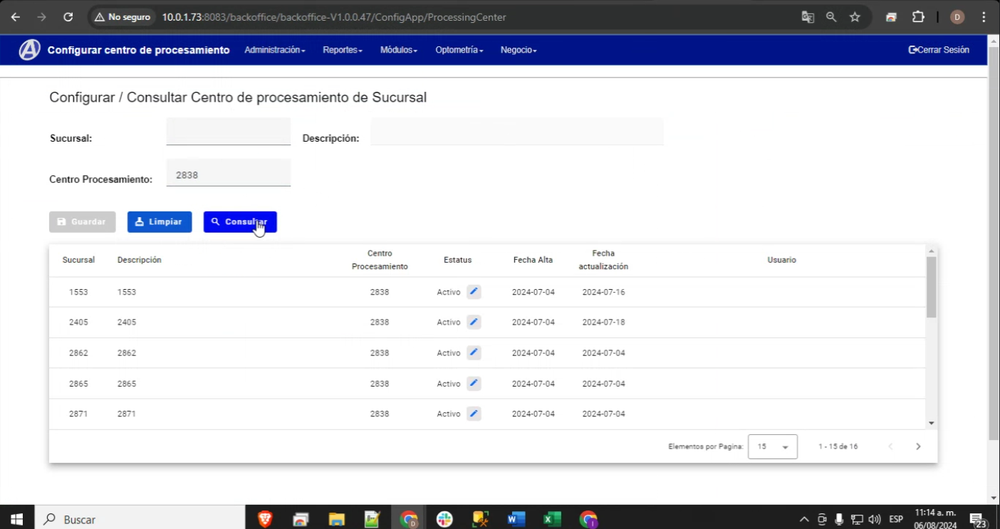 No seguro 10.0.1.73:8083/backoffice/backoffice-V1.0.0.47/ConfigApp/ProcessingCenter D
A Configurar centro de procesamiento Administración Reportes Módulos Optometría Negocio Cerrar Sesión
Configurar / Consultar Centro de procesamiento de Sucursal
Sucursal: Descripción:
Centro Procesamiento: 2838
Guardar Limpiar Consultar
Sucursal Descripción Centro Procesamiento Estatus Fecha Alta Fecha actualización Usuario
1553 1553 2838 Activo 2024-07-04 2024-07-16
2405 2405 2838 Activo 2024-07-04 2024-07-18
2862 2862 2838 Activo 2024-07-04 2024-07-04
2865 2865 2838 Activo 2024-07-04 2024-07-04
2871 2871 2838 Activo 2024-07-04 2024-07-04
Elementos por Pagina: 15 1 - 15 de 16
Buscar ESP 11:14 a. m.
06/08/2024 23